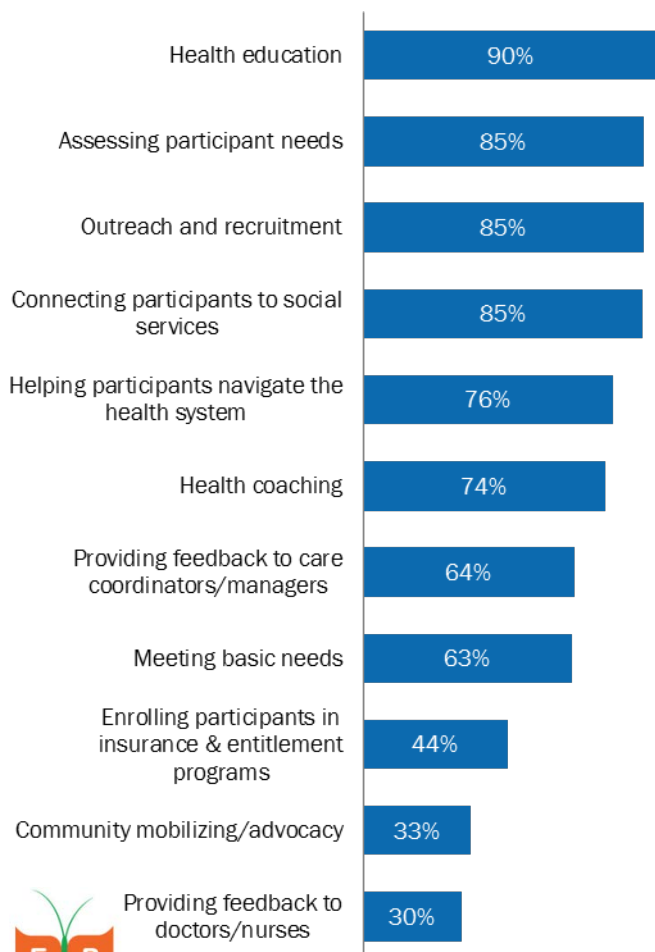 Health education
90%
Assessing participant needs
85%
Outreach and recruitment
85%
Connecting participants to social
services
85%
Helping participants navigate the
health system
76%
Health coaching
74%
Providing feedback to care
coordinators/managers
64%
Meeting basic needs
63%
Enrolling participants in
insurance & entitlement
programs
44%
Community mobilizing/advocacy
33%
Providing feedback to
doctors/nurses
30%